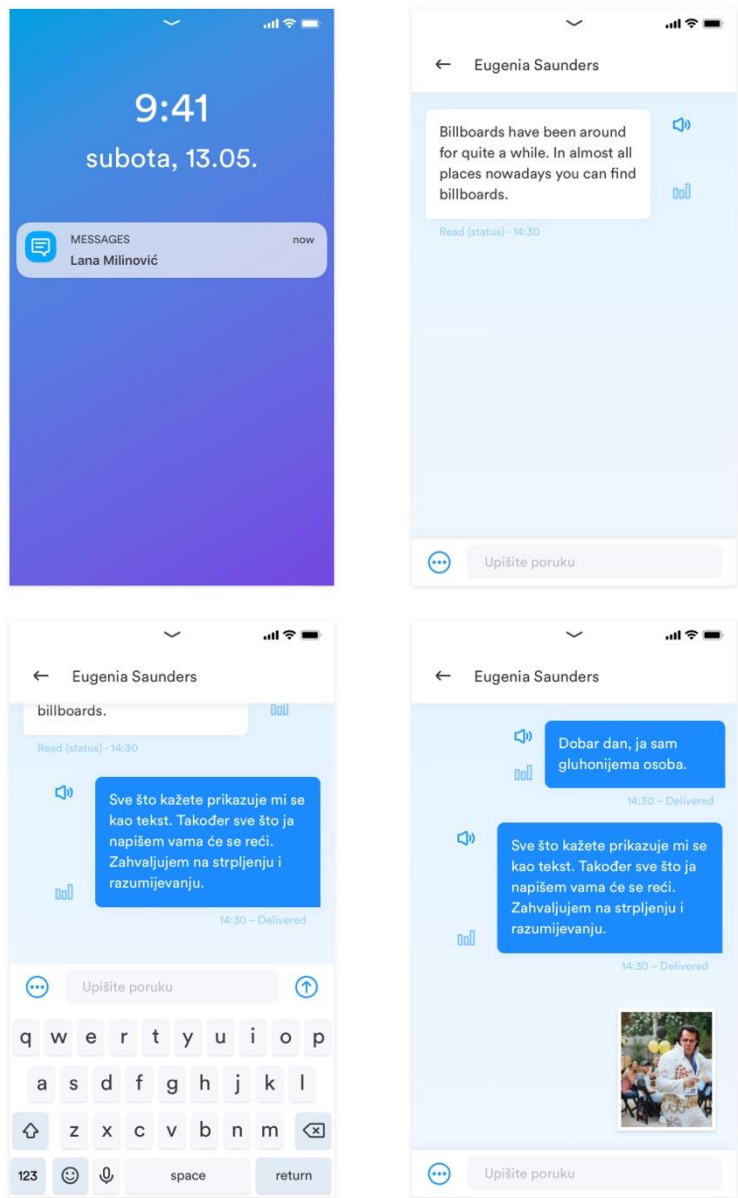 9:41
subota, 13.05.
MESSAGES
now
Lana Milinović
Eugenia Saunders
Billboards have been around
for quite a while. In almost all
places nowadays you can find
billboards.
Read (status) - 14:30
Upišite poruku
Eugenia Saunders
billboards.
Read (status) - 14:30
Sve što kažete prikazuje mi se
kao tekst. Također sve što ja
napišem vama će se reći.
Zahvaljujem na strpljenju i
razumijevanju.
14:30 – Delivered
Upišite poruku
q w e r t y u i o p
a s d f g h j k l
z x c v b n m
123 space return
Eugenia Saunders
Dobar dan, ja sam
gluhonijema osoba.
14:30 – Delivered
Sve što kažete prikazuje mi se
kao tekst. Također sve što ja
napišem vama će se reći.
Zahvaljujem na strpljenju i
razumijevanju.
14:30 – Delivered
Upišite poruku